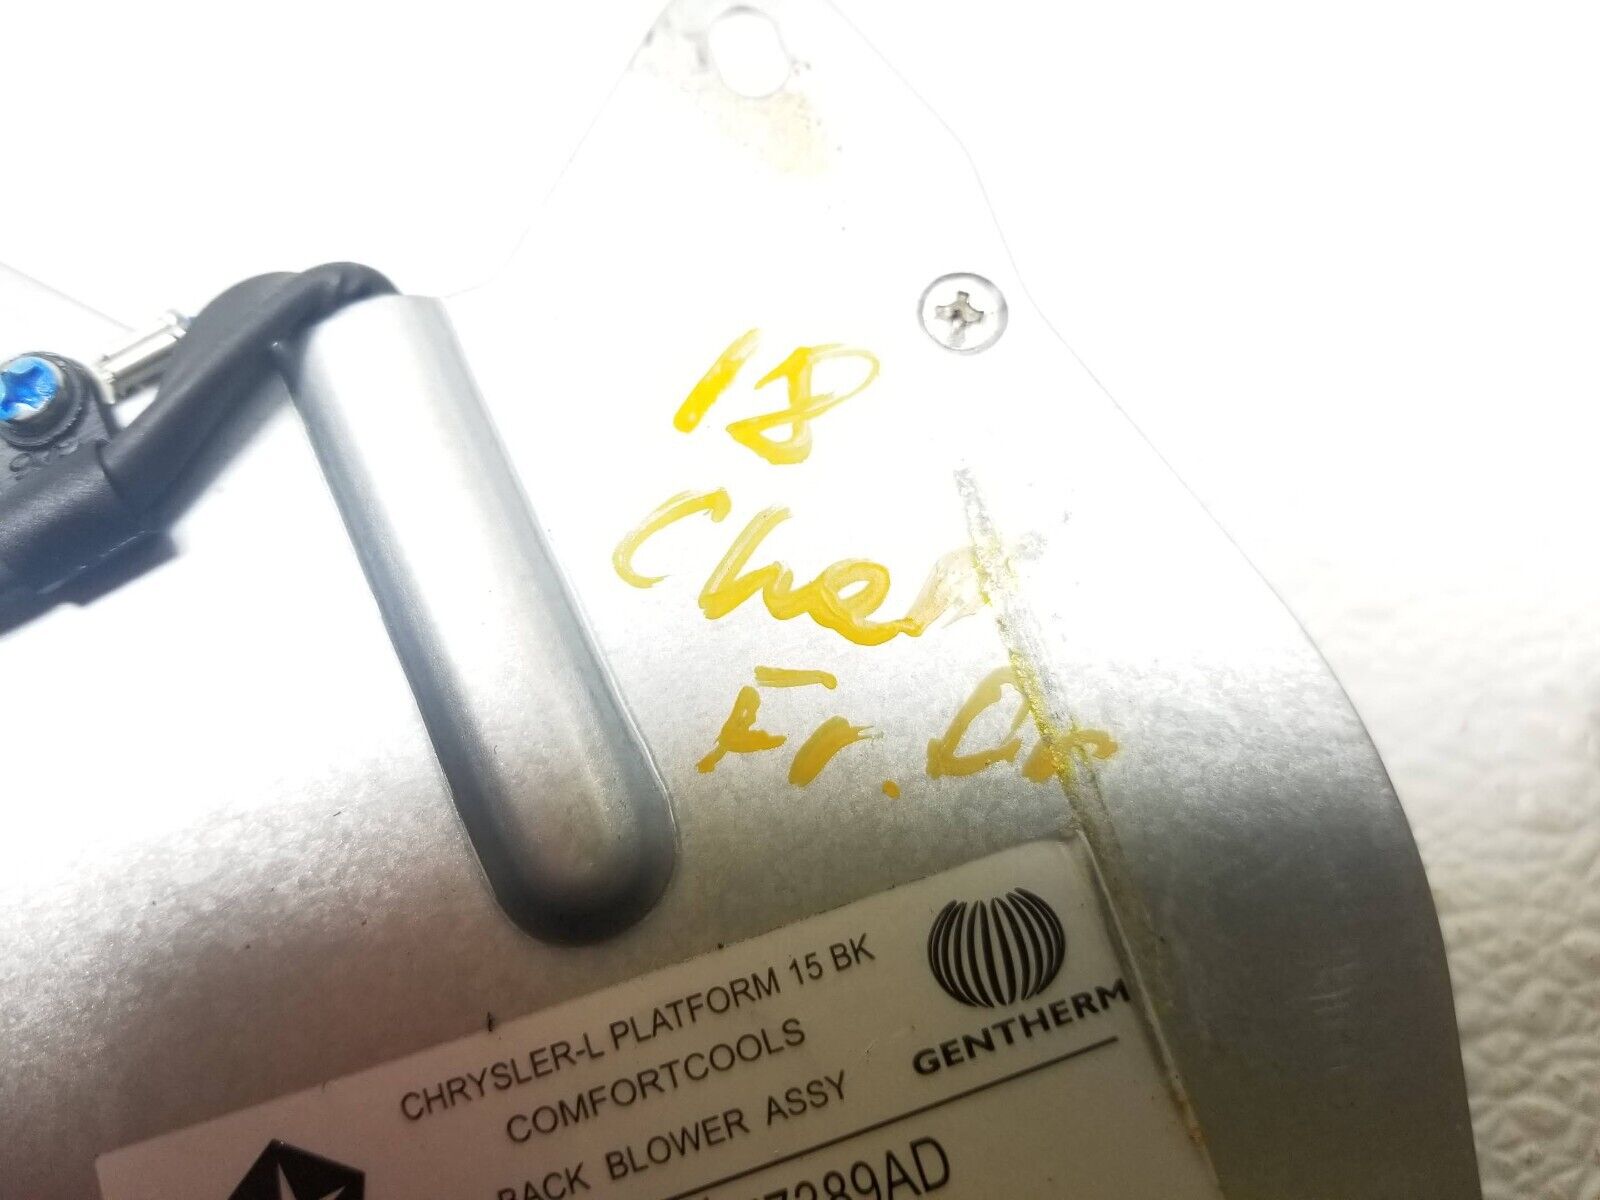 18
Che
Fr. Dr
CHRYSLER-L PLATFORM 15 BK
COMFORTCOOLS
BACK BLOWER ASSY
GENTHERM